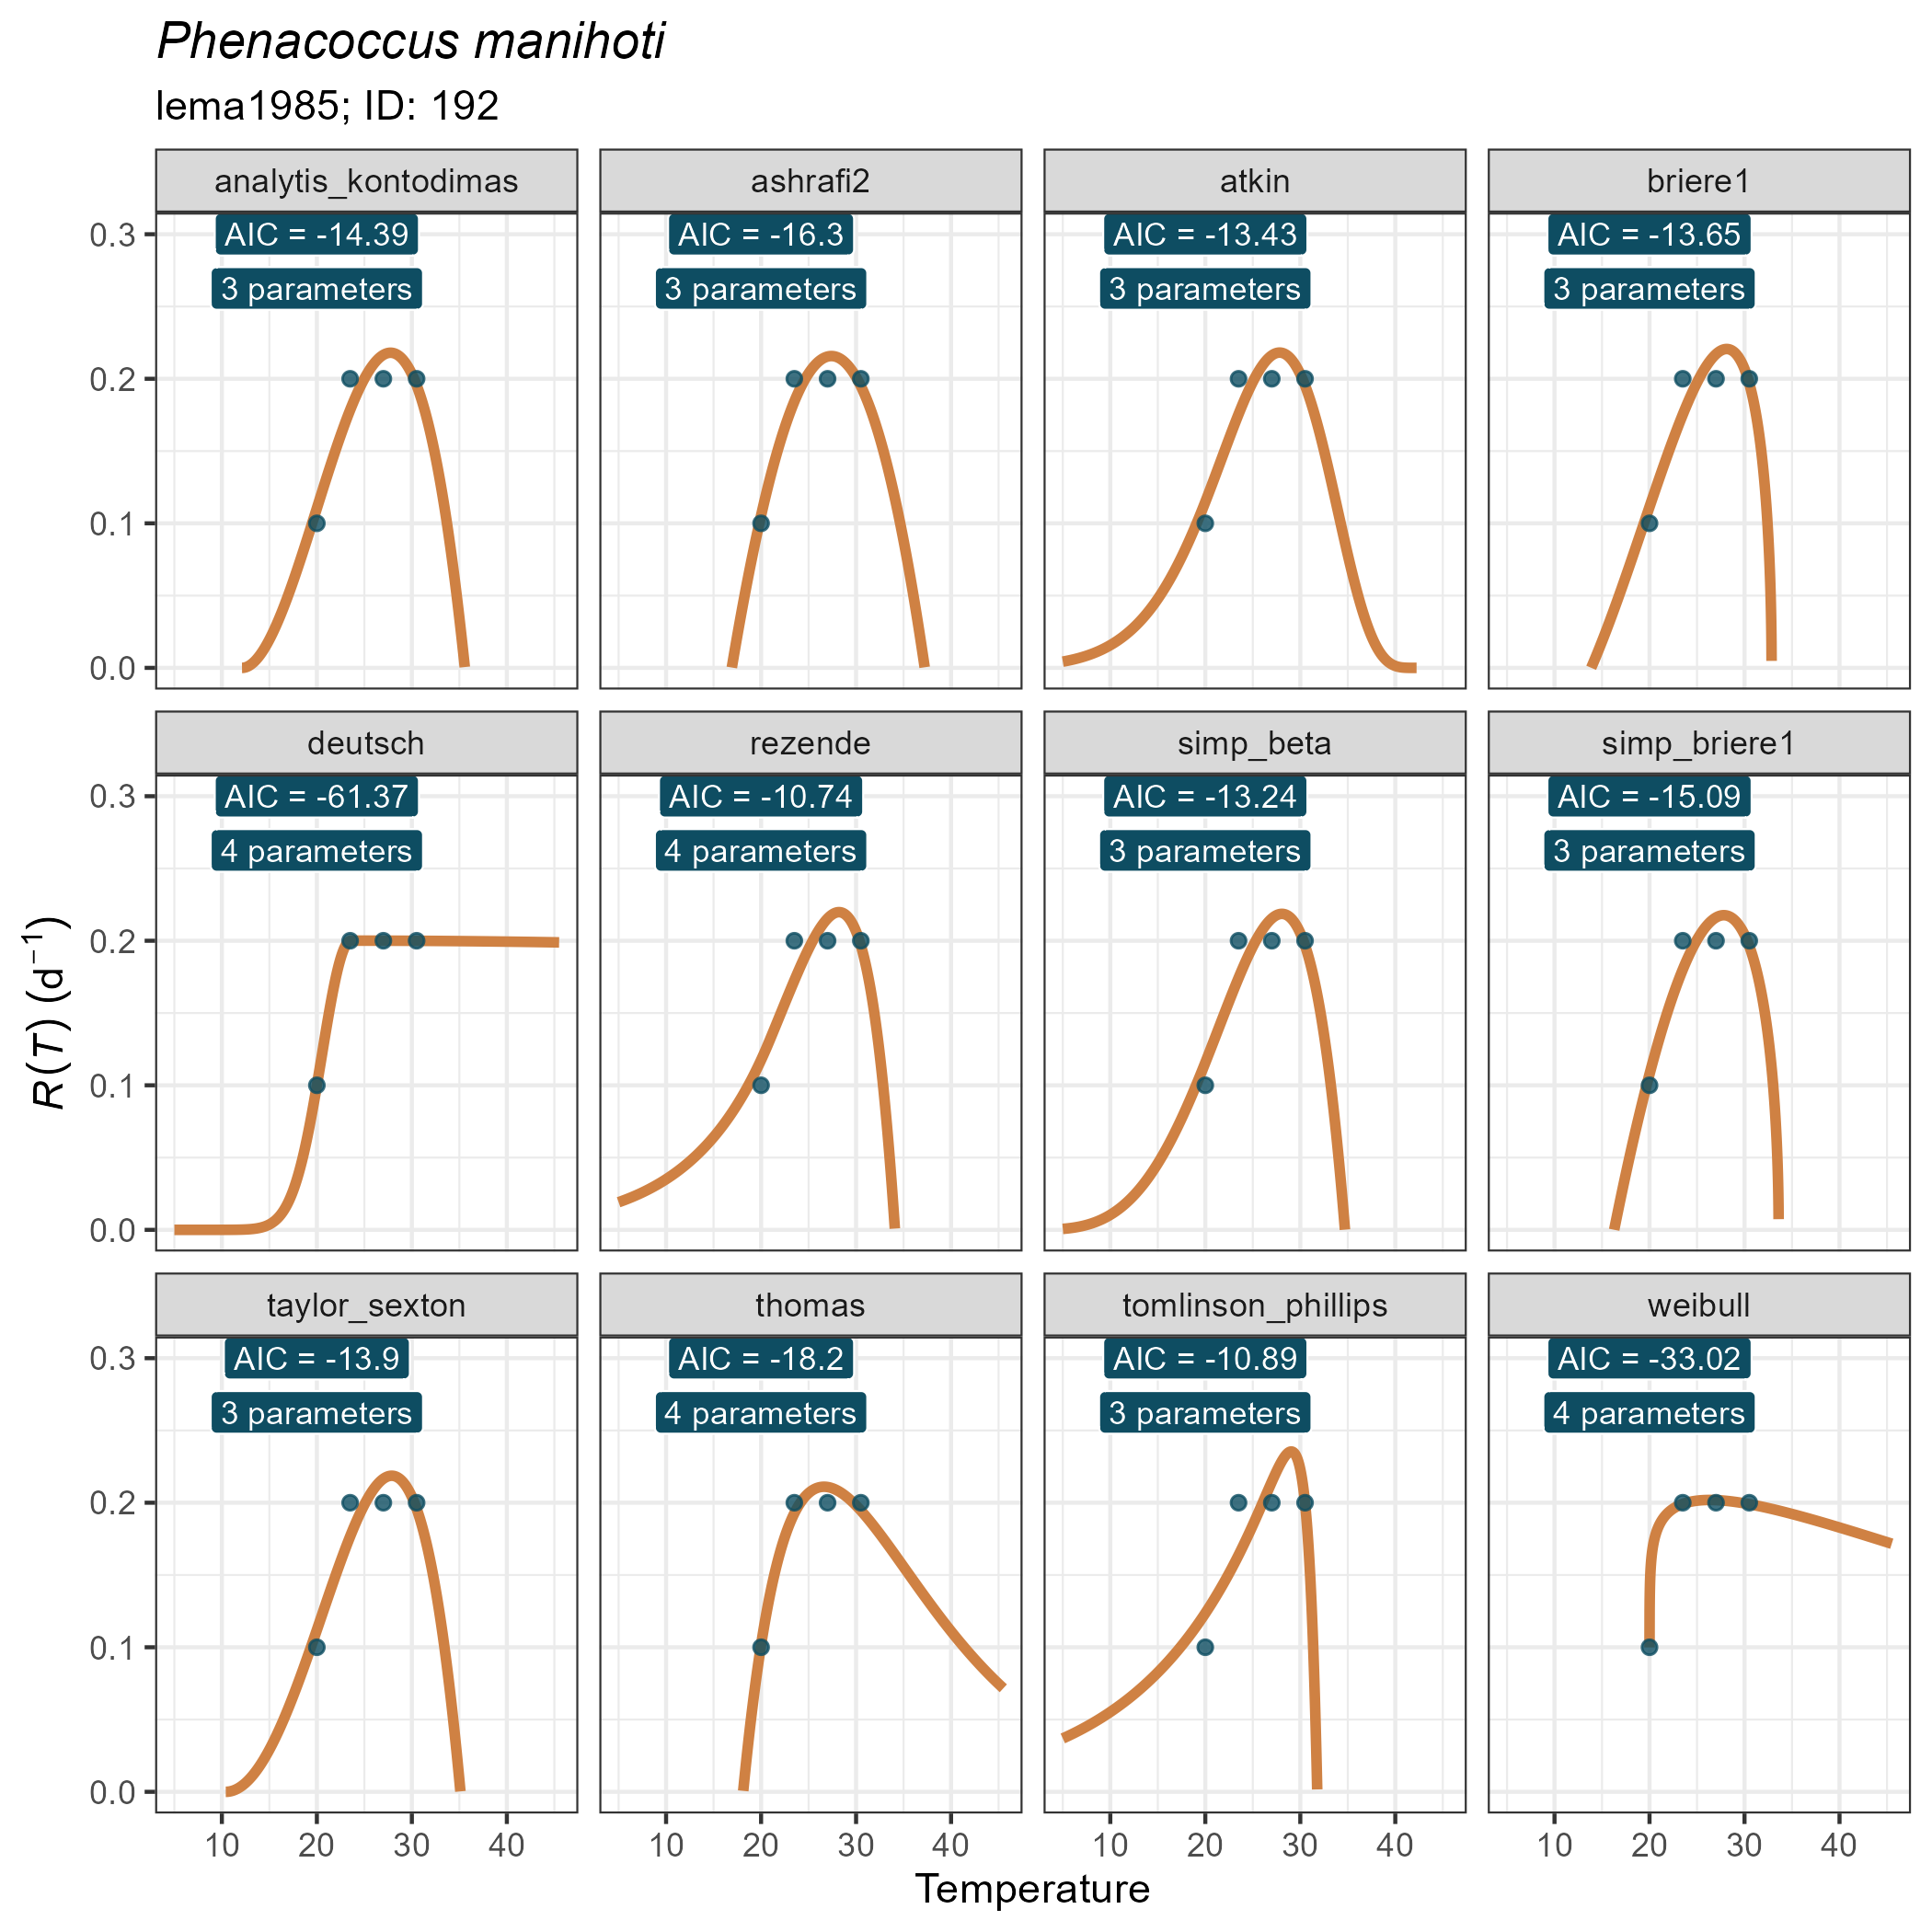 Phenacoccus manihoti
lema1985; ID: 192
analytis_kontodimas ashrafi2 atkin briere1
AIC = -14.39 AIC = -16.3 AIC = -13.43 AIC = -13.65
3 parameters 3 parameters 3 parameters 3 parameters
0.3
0.2
0.1
0.0
deutsch rezende simp_beta simp_briere1
AIC = -61.37 AIC = -10.74 AIC = -13.24 AIC = -15.09
4 parameters 4 parameters 3 parameters 3 parameters
0.3
0.2
0.1
0.0
taylor_sexton thomas tomlinson_phillips weibull
AIC = -13.9 AIC = -18.2 AIC = -10.89 AIC = -33.02
3 parameters 4 parameters 3 parameters 4 parameters
0.3
0.2
0.1
0.0
10 20 30 40 10 20 30 40 10 20 30 40 10 20 30 40
Temperature
R(T) (d⁻¹)